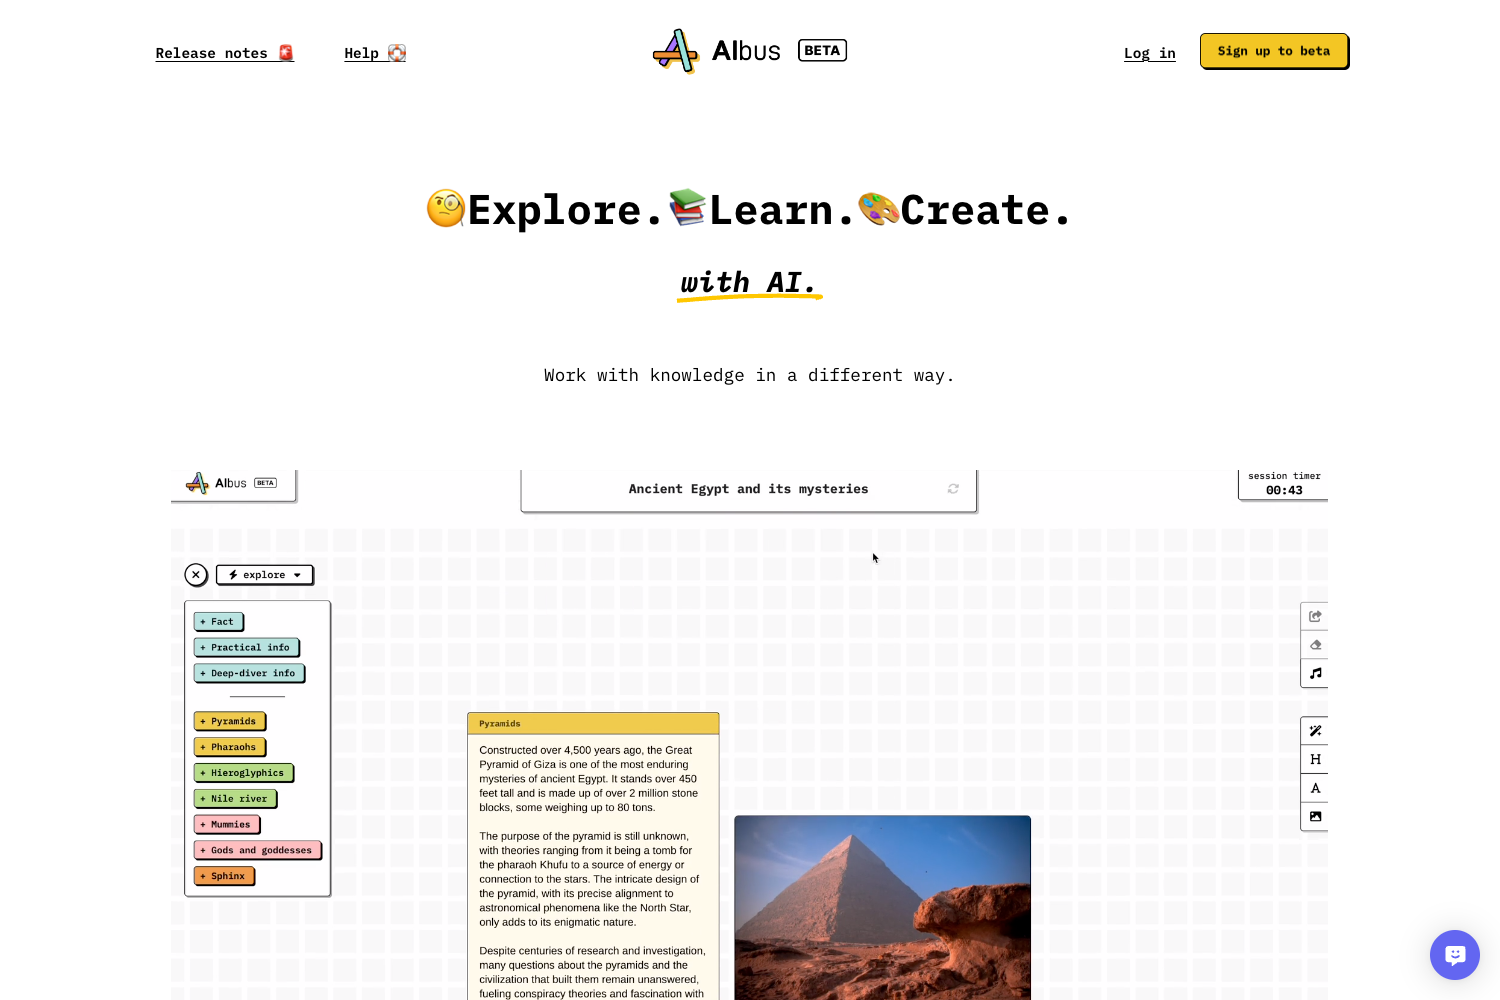 Release notes
Help
AIbus BETA
Log in
Sign up to beta
Explore. Learn. Create.
with AI.
Work with knowledge in a different way.
AIbus BETA
Ancient Egypt and its mysteries
session timer
00:43
explore
+ Fact
+ Practical info
+ Deep-diver info
+ Pyramids
+ Pharaohs
+ Hieroglyphics
+ Nile river
+ Mummies
+ Gods and goddesses
+ Sphinx
Pyramids
Constructed over 4,500 years ago, the Great
Pyramid of Giza is one of the most enduring
mysteries of ancient Egypt. It stands over 450
feet tall and is made up of over 2 million stone
blocks, some weighing up to 80 tons.
The purpose of the pyramid is still unknown,
with theories ranging from it being a tomb for
the pharaoh Khufu to a source of energy or
connection to the stars. The intricate design of
the pyramid, with its precise alignment to
astronomical phenomena like the North Star,
only adds to its enigmatic nature.
Despite centuries of research and investigation,
many questions about the pyramids and the
civilization that built them remain unanswered,
fueling conspiracy theories and fascination with
H
A